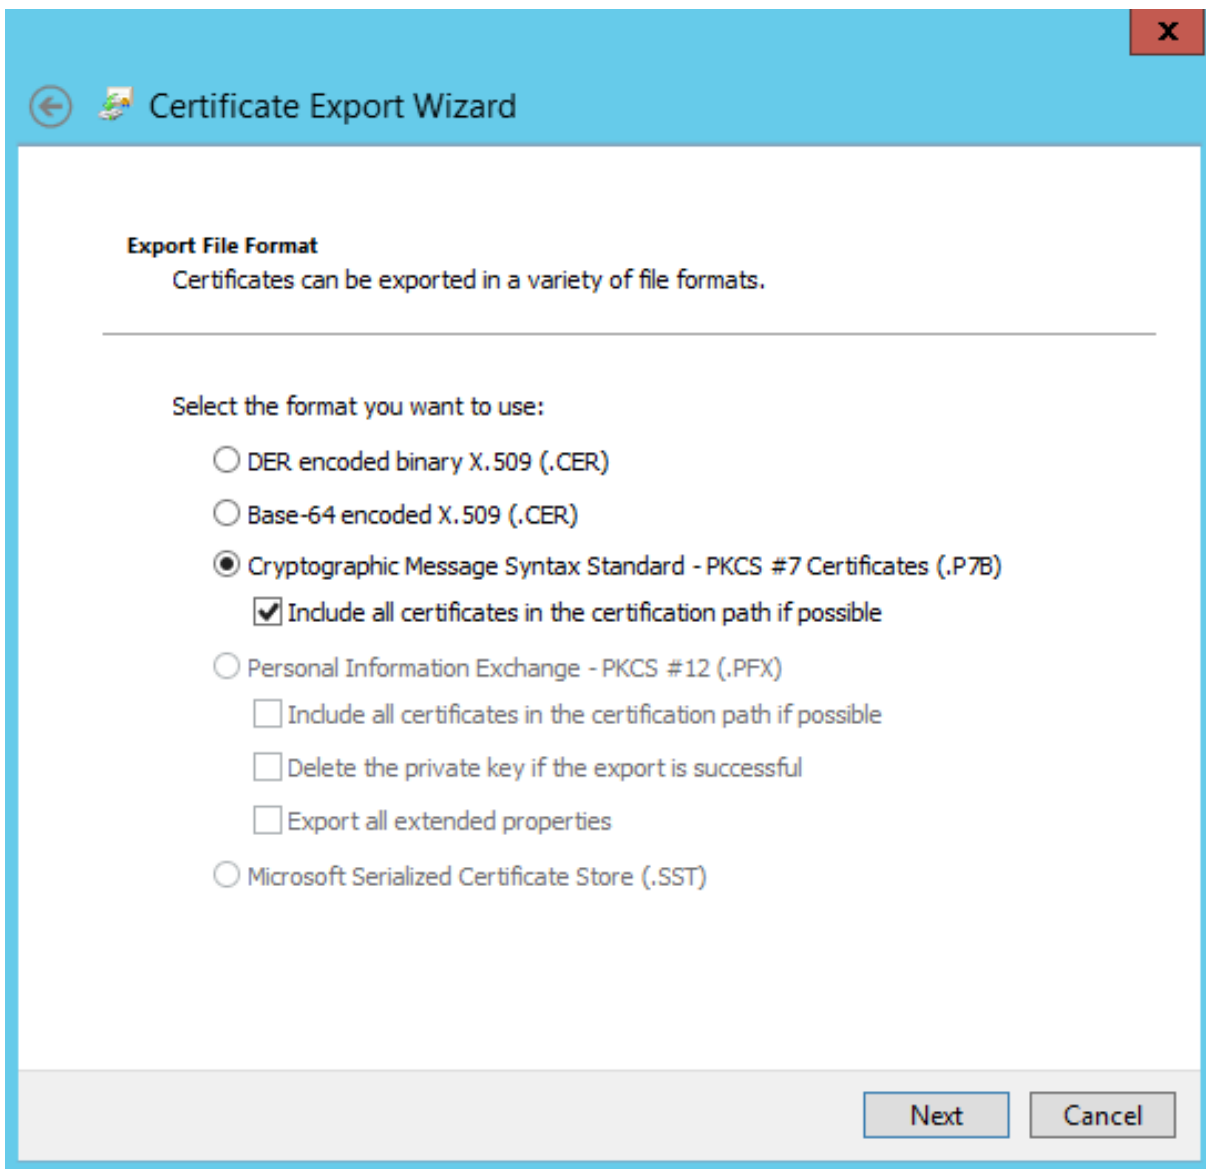 x
Certificate Export Wizard
Export File Format
Certificates can be exported in a variety of file formats.
Select the format you want to use:
DER encoded binary X.509 (.CER)
Base-64 encoded X.509 (.CER)
Cryptographic Message Syntax Standard - PKCS #7 Certificates (.P7B)
Include all certificates in the certification path if possible
Personal Information Exchange - PKCS #12 (.PFX)
Include all certificates in the certification path if possible
Delete the private key if the export is successful
Export all extended properties
Microsoft Serialized Certificate Store (.SST)
Next Cancel